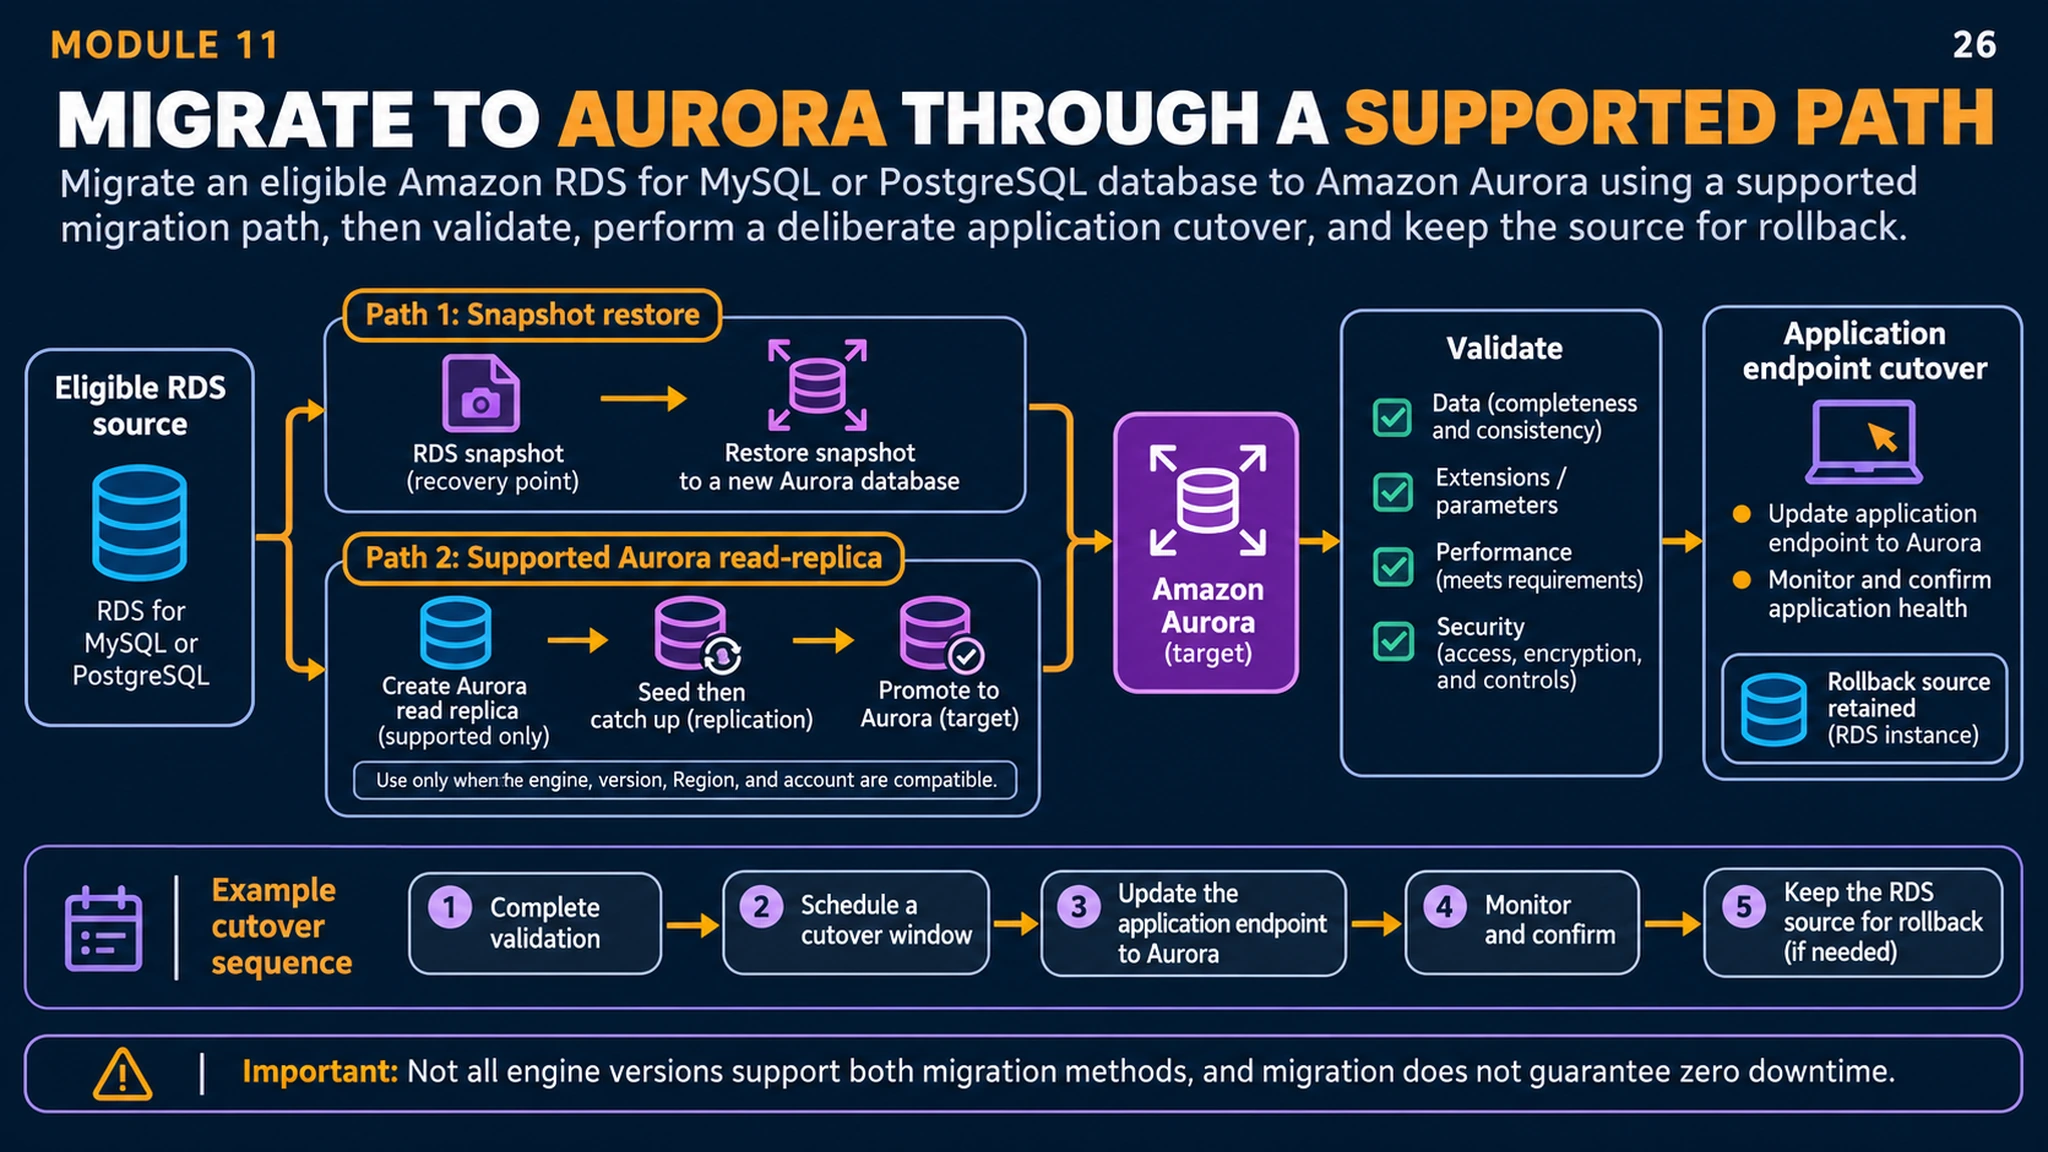 MODULE 11
26
MIGRATE TO AURORA THROUGH A SUPPORTED PATH
Migrate an eligible Amazon RDS for MySQL or PostgreSQL database to Amazon Aurora using a supported
migration path, then validate, perform a deliberate application cutover, and keep the source for rollback.
Eligible RDS
source
RDS for
MySQL or
PostgreSQL
Path 1: Snapshot restore
RDS snapshot
(recovery point)
Restore snapshot
to a new Aurora database
Path 2: Supported Aurora read-replica
Create Aurora
read replica
(supported only)
Seed then
catch up (replication)
Promote to
Aurora (target)
Use only when engine, version, Region, and account are compatible.
Amazon
Aurora
(target)
Validate
Data (completeness
and consistency)
Extensions /
parameters
Performance
(meets requirements)
Security
(access, encryption,
and controls)
Application
endpoint cutover
Update application
endpoint to Aurora
Monitor and confirm
application health
Rollback source
retained
(RDS instance)
Example
cutover
sequence
1
Complete
validation
2
Schedule a
cutover window
3
Update the
application endpoint
to Aurora
4
Monitor
and confirm
5
Keep the RDS
source for rollback
(if needed)
Important: Not all engine versions support both migration methods, and migration does not guarantee zero downtime.